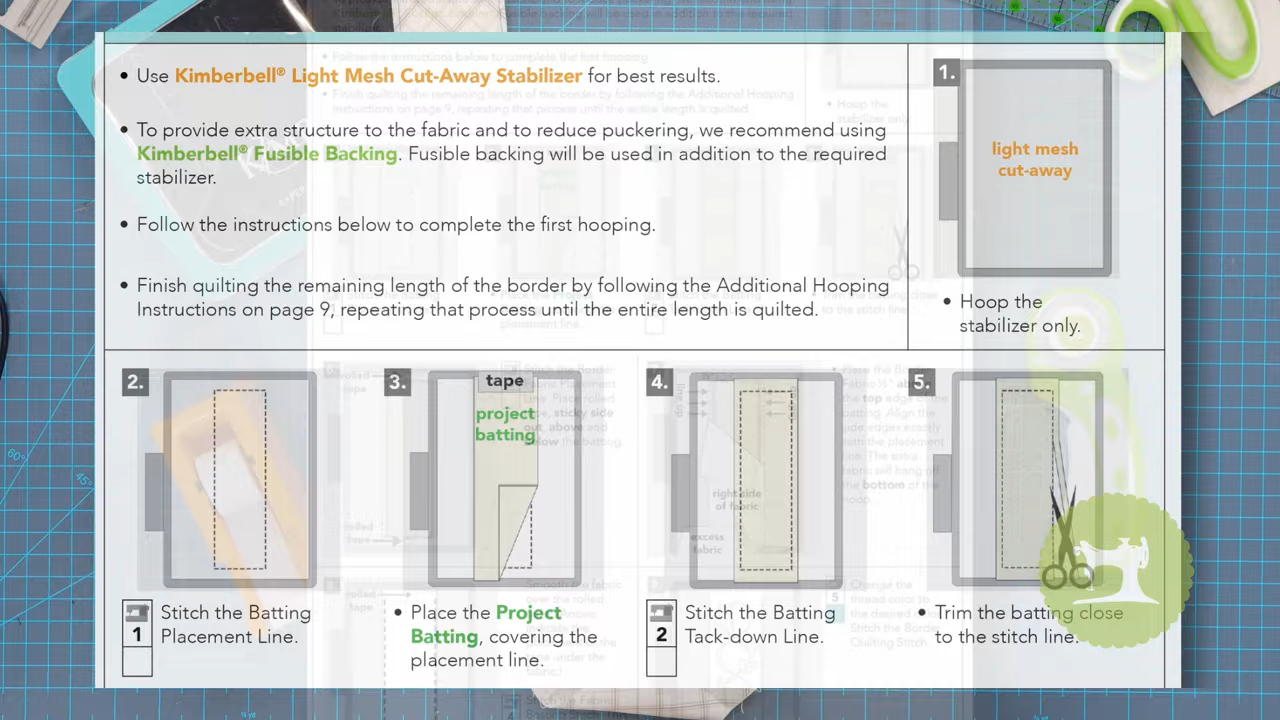 • Use Kimberbell® Light Mesh Cut-Away Stabilizer for best results.
• To provide extra structure to the fabric and to reduce puckering, we recommend using
Kimberbell® Fusible Backing. Fusible backing will be used in addition to the required
stabilizer.
• Follow the instructions below to complete the first hooping.
• Finish quilting the remaining length of the border by following the Additional Hooping
Instructions on page 9, repeating that process until the entire length is quilted.
1.
light mesh
cut-away
• Hoop the
stabilizer only.
2.
1
Stitch the Batting
Placement Line.
3.
tape
project
batting
• Place the Project
Batting, covering the
placement line.
4.
right side
of fabric
excess
fabric
2
Stitch the Batting
Tack-down Line.
5.
• Trim the batting close
to the stitch line.